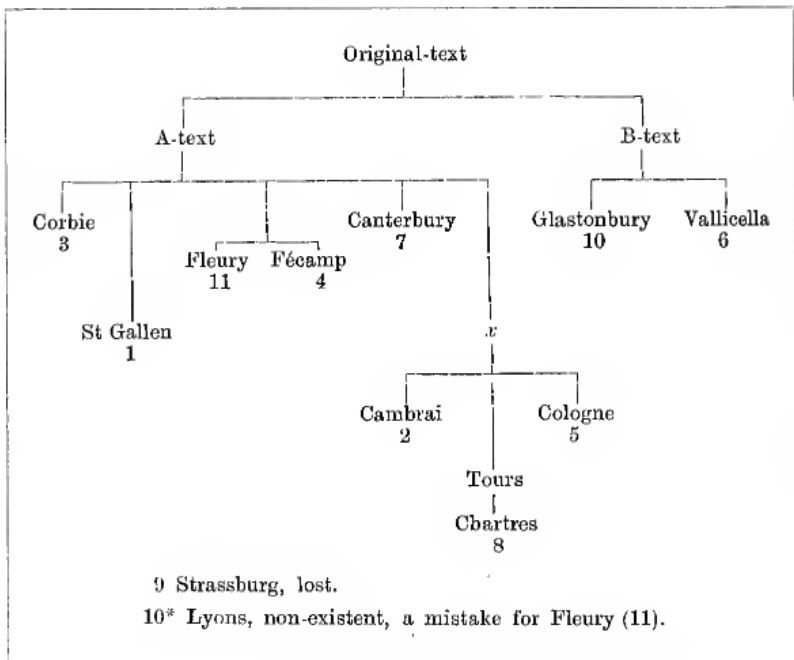 Original-text
A-text B-text
Corbie Canterbury Glastonbury Vallicella
3 7 10 6
Fleury Fécamp
11 4
St Gallen
1
x
Cambrai Cologne
2 5
Tours
Chartres
8
9 Strassburg, lost.
10* Lyons, non-existent, a mistake for Fleury (11).